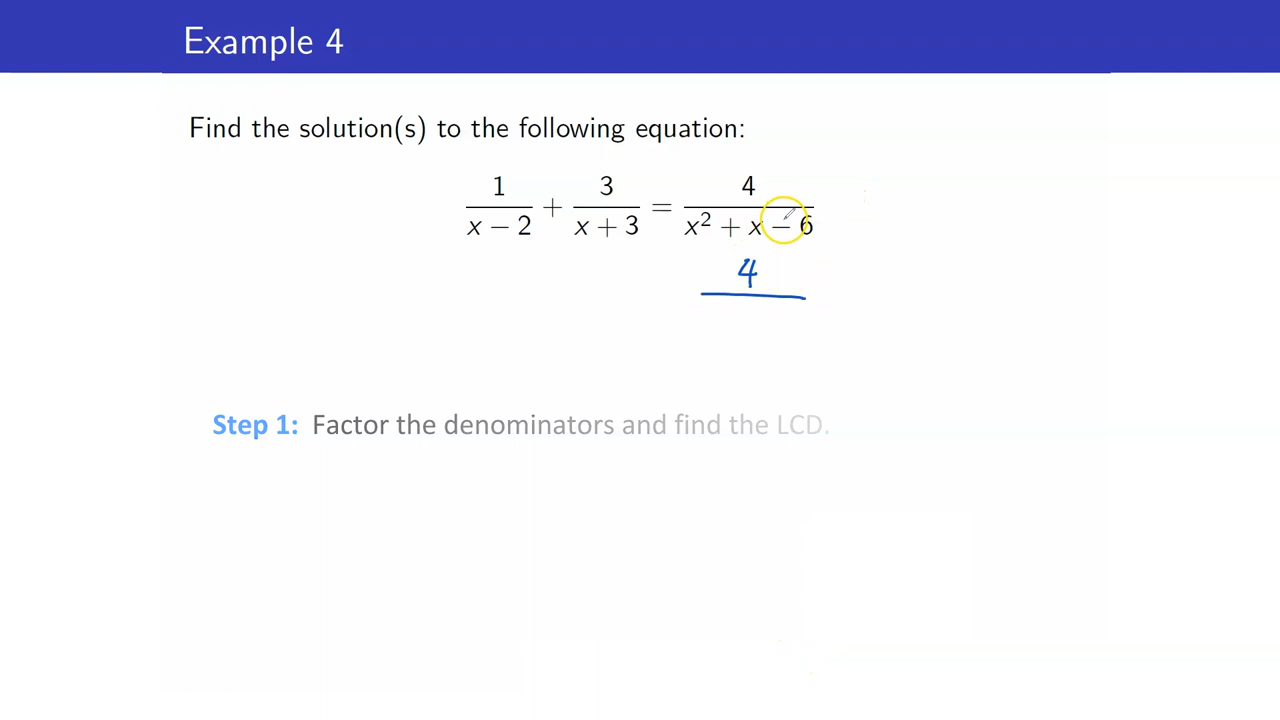 Example 4
Find the solution(s) to the following equation:
1/(x − 2) + 3/(x + 3) = 4/(x² + x − 6)
4
Step 1: Factor the denominators and find the LCD.